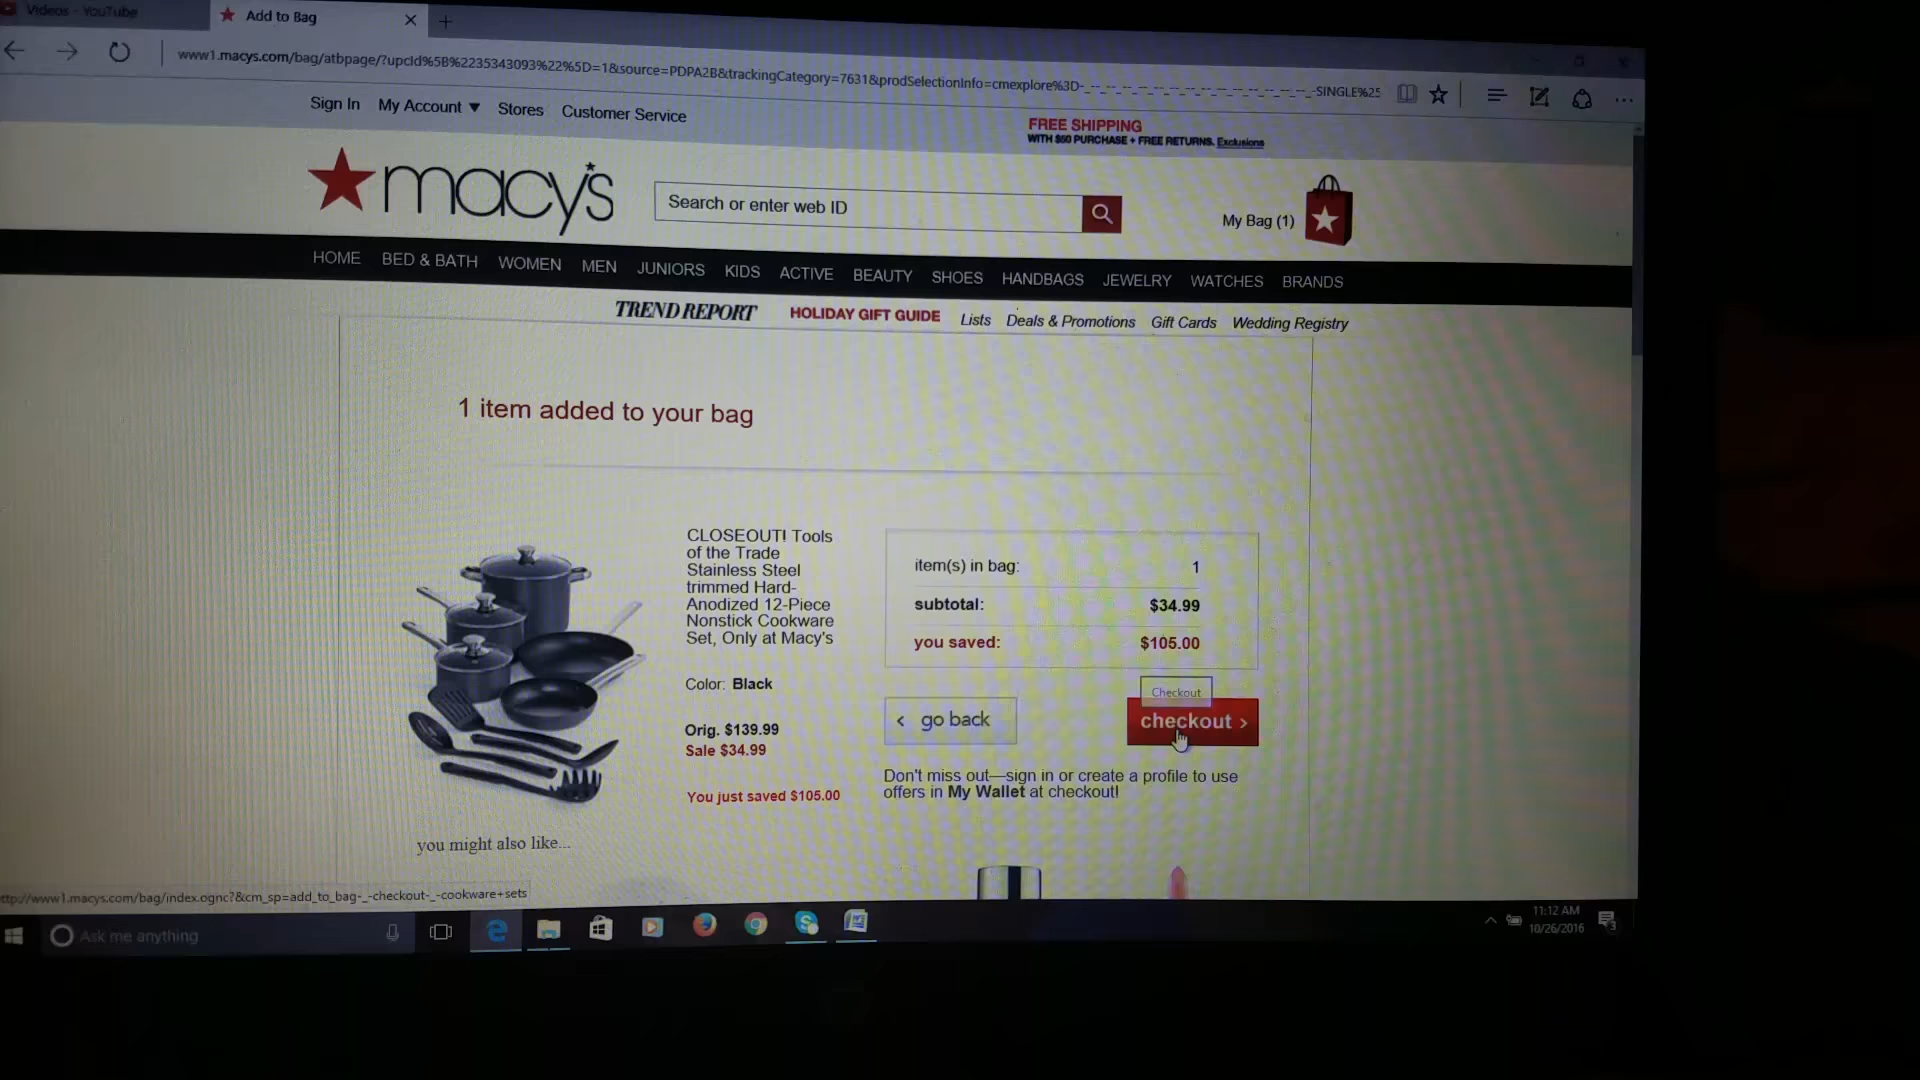 Videos - YouTube
Add to Bag
www1.macys.com/bag/atbpage/?upcId%5B%2235343093%22%5D=1&source=PDPA2B&trackingCategory=7631&prodSelectionInfo=cmexplore%3D-
-SINGLE%25
Sign In My Account ▼ Stores Customer Service
FREE SHIPPING
WITH $50 PURCHASE + FREE RETURNS. Exclusions
macy's
Search or enter web ID
My Bag (1)
HOME BED & BATH WOMEN MEN JUNIORS KIDS ACTIVE BEAUTY SHOES HANDBAGS JEWELRY WATCHES BRANDS
TREND REPORT HOLIDAY GIFT GUIDE Lists Deals & Promotions Gift Cards Wedding Registry
1 item added to your bag
CLOSEOUT! Tools
of the Trade
Stainless Steel
trimmed Hard-
Anodized 12-Piece
Nonstick Cookware
Set, Only at Macy's
Color: Black
Orig. $139.99
Sale $34.99
You just saved $105.00
item(s) in bag: 1
subtotal: $34.99
you saved: $105.00
Checkout
< go back
checkout >
Don't miss out—sign in or create a profile to use
offers in My Wallet at checkout!
you might also like...
ttp://www1.macys.com/bag/index.ognc?&cm_sp=add_to_bag-_-checkout-_-cookware+sets
Ask me anything
11:12 AM
10/26/2016
3